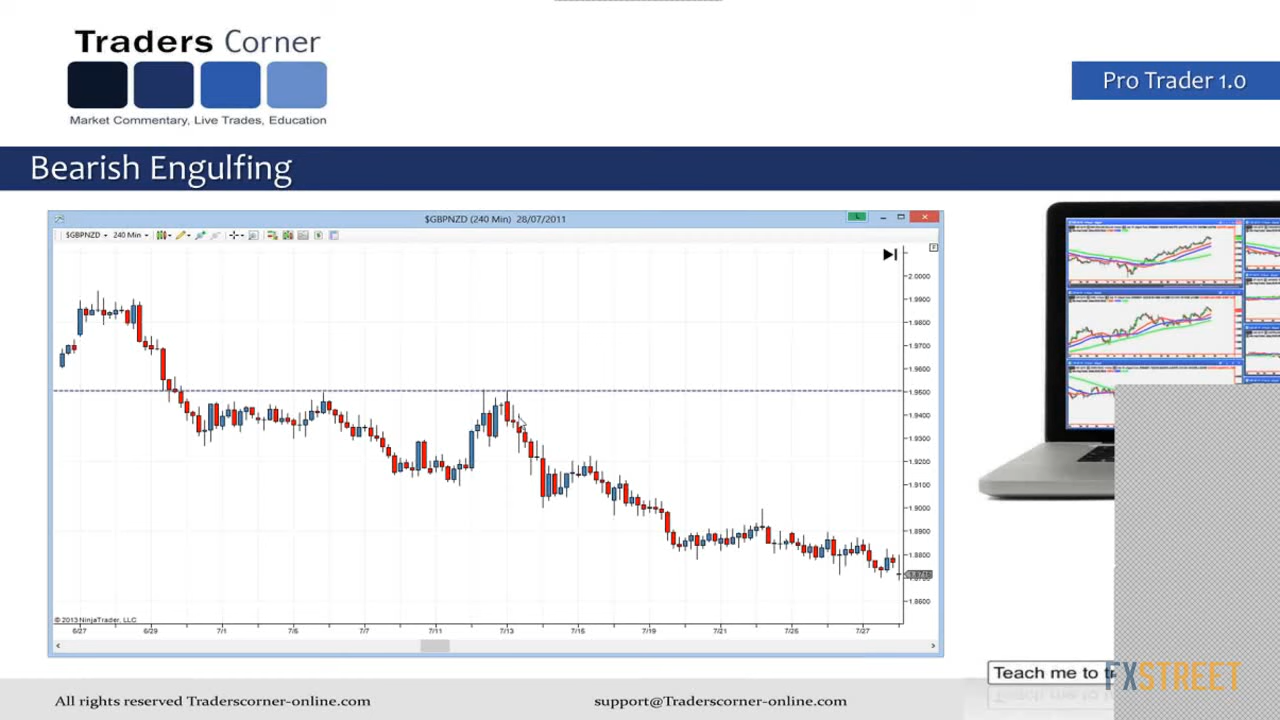 Traders Corner
Market Commentary, Live Trades, Education
Pro Trader 1.0
Bearish Engulfing
$GBPNZD (240 Min) 28/07/2011
$GBPNZD 240 Min
F
2.0000
1.9900
1.9800
1.9700
1.9600
1.9500
1.9400
1.9300
1.9200
1.9100
1.9000
1.8900
1.8800
1.8600
© 2013 NinjaTrader, LLC
6/27 6/29 7/1 7/5 7/7 7/11 7/13 7/15 7/19 7/21 7/25 7/27
Teach me to
FXSTREET
All rights reserved Traderscorner-online.com
support@Traderscorner-online.com